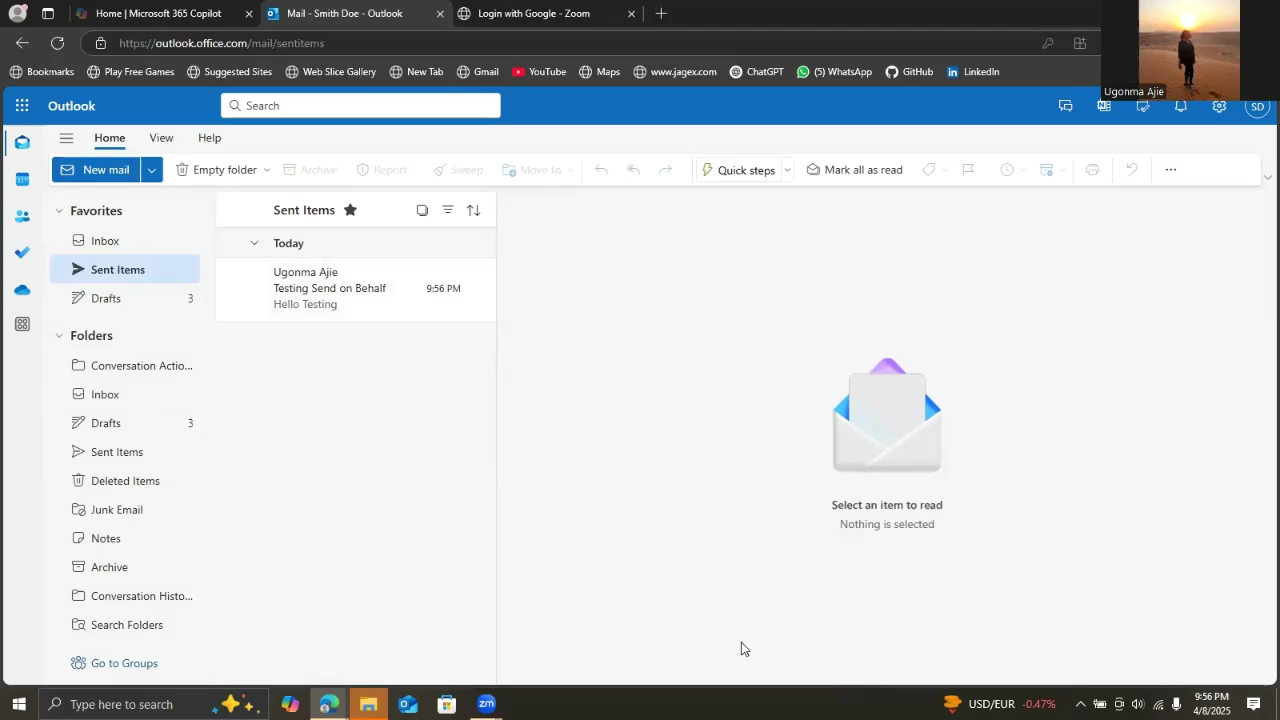 Home | Microsoft 365 Copilot
Mail - Smith Doe - Outlook
Login with Google - Zoom
https://outlook.office.com/mail/sentitems
Bookmarks
Play Free Games
Suggested Sites
Web Slice Gallery
New Tab
Gmail
YouTube
Maps
www.jagex.com
ChatGPT
(5) WhatsApp
GitHub
LinkedIn
Ugonma Ajie
Outlook
Search
SD
Home
View
Help
New mail
Empty folder
Archive
Report
Sweep
Move to
Quick steps
Mark all as read
Favorites
Inbox
Sent Items
Drafts 3
Folders
Conversation Actio...
Inbox
Drafts 3
Sent Items
Deleted Items
Junk Email
Notes
Archive
Conversation Histo...
Search Folders
Go to Groups
Sent Items
Today
Ugonma Ajie
Testing Send on Behalf 9:56 PM
Hello Testing
Select an item to read
Nothing is selected
Type here to search
zm
USD/EUR -0.47%
9:56 PM
4/8/2025